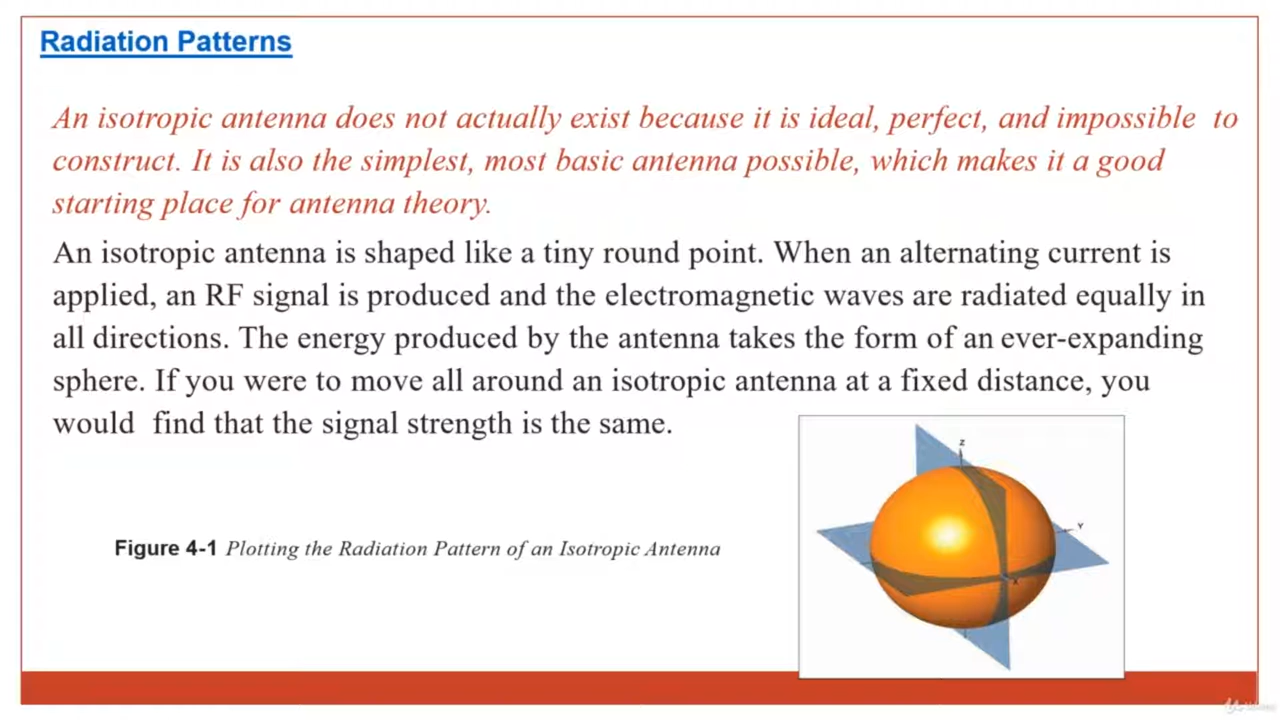 Radiation Patterns
An isotropic antenna does not actually exist because it is ideal, perfect, and impossible to
construct. It is also the simplest, most basic antenna possible, which makes it a good
starting place for antenna theory.
An isotropic antenna is shaped like a tiny round point. When an alternating current is
applied, an RF signal is produced and the electromagnetic waves are radiated equally in
all directions. The energy produced by the antenna takes the form of an ever-expanding
sphere. If you were to move all around an isotropic antenna at a fixed distance, you
would find that the signal strength is the same.
Z
Y
X
Figure 4-1 Plotting the Radiation Pattern of an Isotropic Antenna